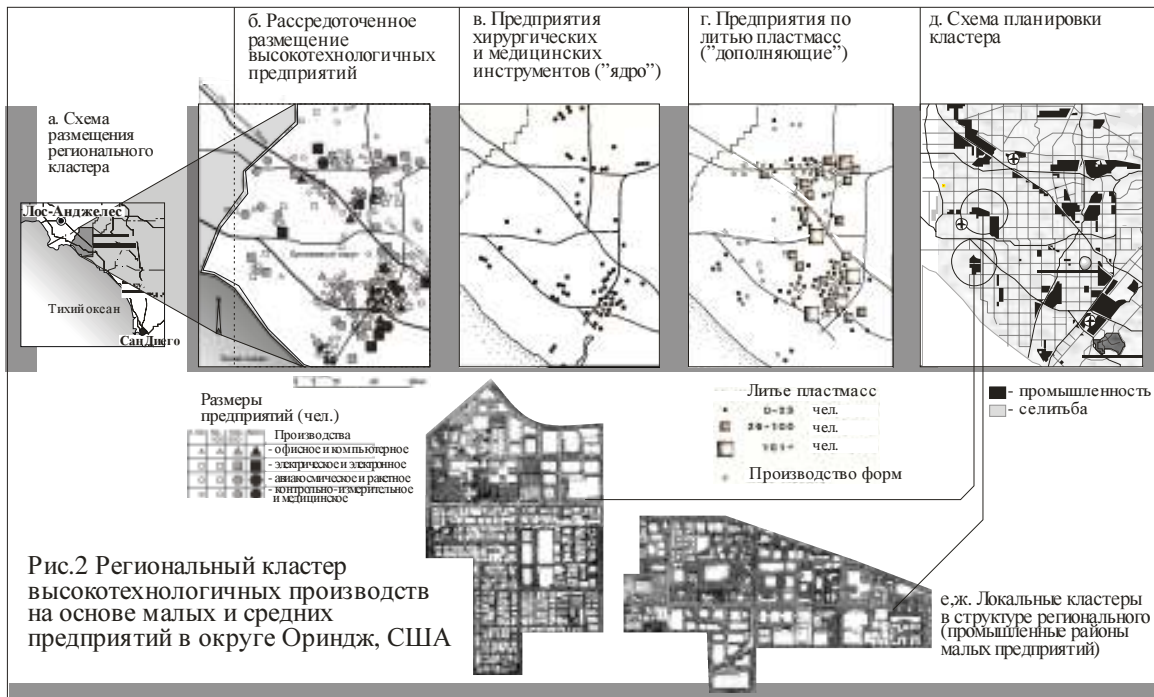 б. Рассредоточенное
размещение
высокотехнологичных
предприятий
в. Предприятия
хирургических
и медицинских
инструментов (”ядро”)
г. Предприятия по
литью пластмасс
(”дополняющие”)
д. Схема планировки
кластера
а. Схема
размещения
регионального
кластера
Лос-Анджелес
Тихий океан
Сан Диего
Размеры
предприятий (чел.)
Производства
- офисное и компьютерное
- электрическое и электронное
- авиакосмическое и ракетное
- контрольно-измерительное
и медицинское
Литье пластмасс
чел.
26-100 чел.
101+ чел.
Производство форм
- промышленность
- селитьба
Рис.2 Региональный кластер
высокотехнологичных производств
на основе малых и средних
предприятий в округе Ориндж, США
е,ж. Локальные кластеры
в структуре регионального
(промышленные районы
малых предприятий)